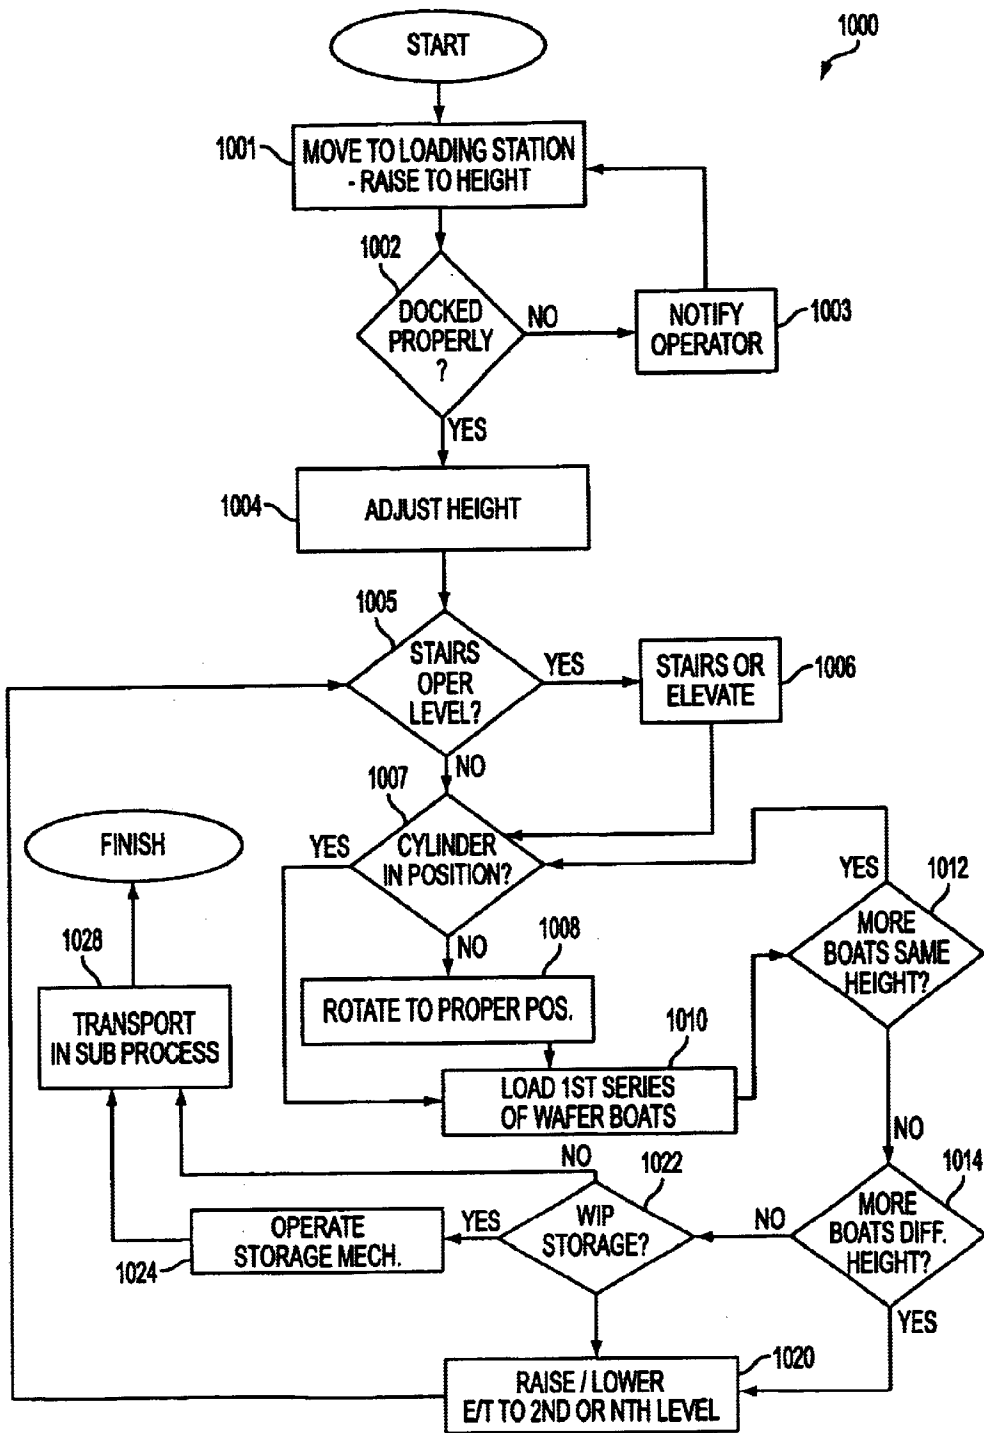 START
1000
1001
MOVE TO LOADING STATION
- RAISE TO HEIGHT
1002
DOCKED
PROPERLY
?
NO
NOTIFY
OPERATOR
1003
YES
1004
ADJUST HEIGHT
1005
STAIRS
OPER
LEVEL?
YES
STAIRS OR
ELEVATE
1006
NO
1007
CYLINDER
IN POSITION?
YES
FINISH
NO
1008
ROTATE TO PROPER POS.
1010
LOAD 1ST SERIES
OF WAFER BOATS
YES
1012
MORE
BOATS SAME
HEIGHT?
NO
1028
TRANSPORT
IN SUB PROCESS
1014
MORE
BOATS DIFF.
HEIGHT?
NO
YES
1022
WIP
STORAGE?
NO
YES
OPERATE
STORAGE MECH.
1024
1020
RAISE / LOWER
E/T TO 2ND OR NTH LEVEL